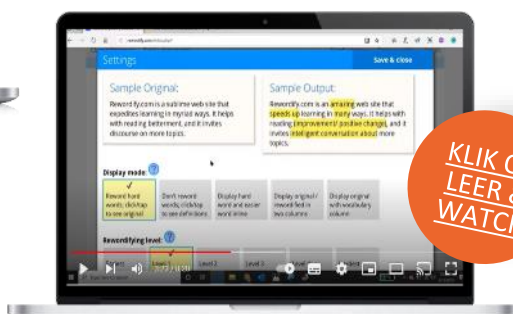 Settings
Save & close
Sample Original:
Rewordify.com is a sublime web site that
expedites learning in myriad ways. It helps
with reading betterment, and it invites
discourse on more topics.
Sample Output:
Rewordify.com is an amazing web site that
speeds up learning in many ways. It helps with
reading (improvement/ positive change), and it
invites intelligent conversation about more
topics.
Display mode:
Reword hard
words; click/tap
to see original
Don't reward
words; click/tap
to see definitions
Display hard
word and easier
word inline
Display original /
rewordified in
two columns
Display original
with vocabulary
column
Rewordifying level:
Level 1
Level 2
Level 3
KLIK O
LEER
WATCH